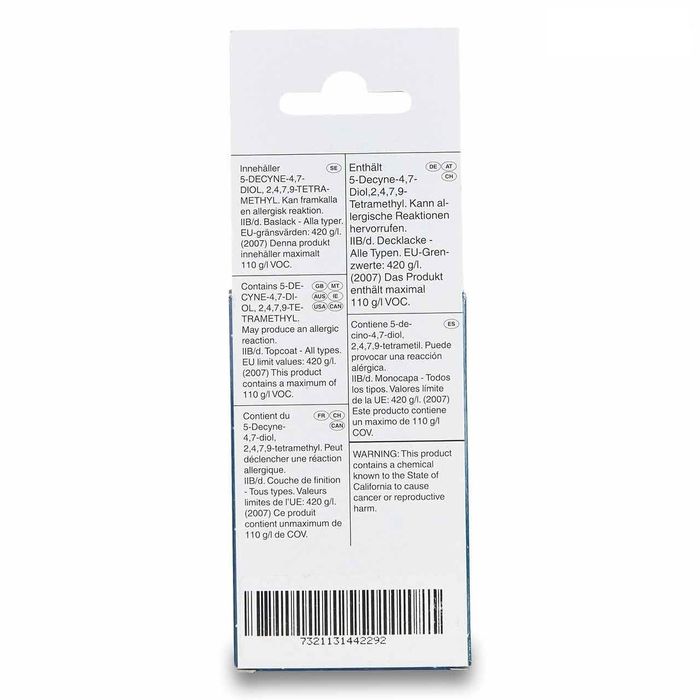 Innehåller SE
5-DECYNE-4,7-
DIOL, 2,4,7,9-TETRA-
METHYL. Kan framkalla
en allergisk reaktion.
IIB/d. Baslack - Alla typer.
EU-gränsvärden: 420 g/l.
(2007) Denna produkt
innehåller maximalt
110 g/l VOC.
Contains 5-DE- GB MT
CYNE-4,7-DI- AUS IE
OL, 2,4,7,9-TE- USA CAN
TRAMETHYL.
May produce an allergic
reaction.
IIB/d. Topcoat - All types.
EU limit values: 420 g/l.
(2007) This product
contains a maximum of
110 g/l VOC.
Contient du FR CH
5-Decyne- CAN
4,7-diol,
2,4,7,9-tetramethyl. Peut
déclencher une réaction
allergique.
IIB/d. Couche de finition
- Tous types. Valeurs
limites de l'UE: 420 g/l.
(2007) Ce produit
contient unmaximum de
110 g/l de COV.
Enthält DE AT
5-Decyne-4,7- CH
Diol,2,4,7,9-
Tetramethyl. Kann al-
lergische Reaktionen
hervorrufen.
IIB/d. Decklacke -
Alle Typen. EU-Gren-
zwerte: 420 g/l.
(2007) Das Produkt
enthält maximal
110 g/l VOC.
Contiene 5-de- ES
cino-4,7-diol,
2,4,7,9-tetrametil. Puede
provocar una reacción
alérgica.
IIB/d. Monocapa - Todos
los tipos. Valores límite
de la UE: 420 g/l. (2007)
Este producto contiene
un maximo de 110 g/l
COV.
WARNING: This product
contains a chemical
known to the State of
California to cause
cancer or reproductive
harm.
7321131442292